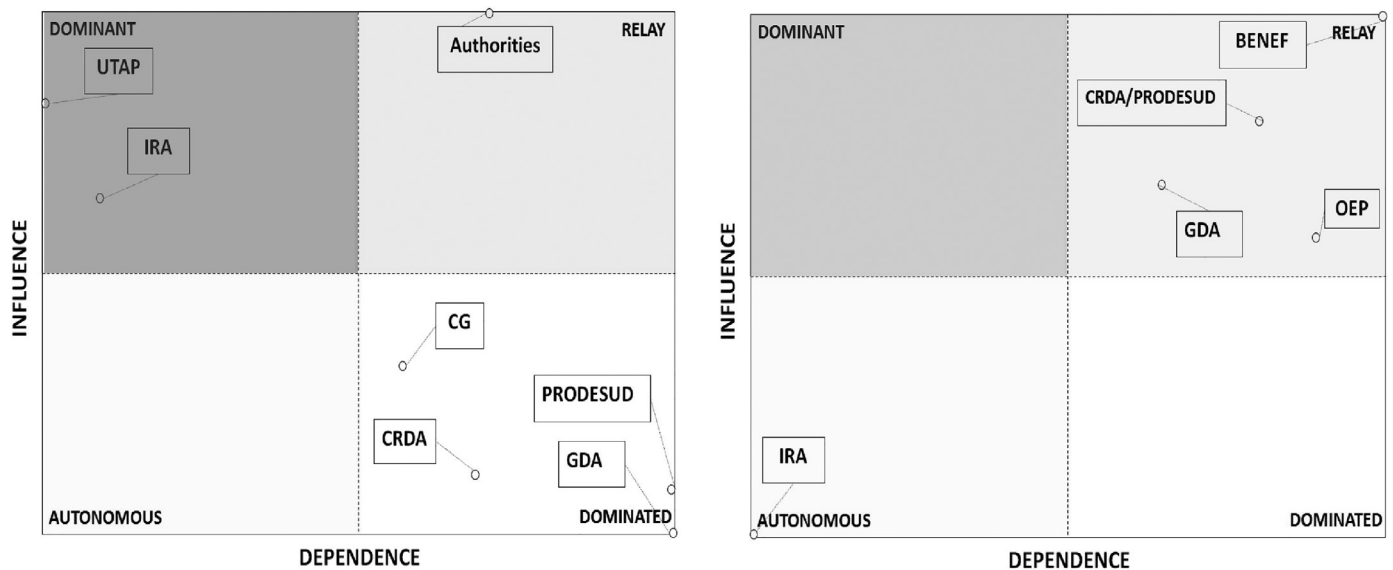 DOMINANT
RELAY
Authorities
UTAP
IRA
INFLUENCE
CG
PRODESUD
CRDA
GDA
AUTONOMOUS
DOMINATED
DEPENDENCE
DOMINANT
RELAY
BENEF
CRDA/PRODESUD
OEP
GDA
INFLUENCE
IRA
AUTONOMOUS
DOMINATED
DEPENDENCE